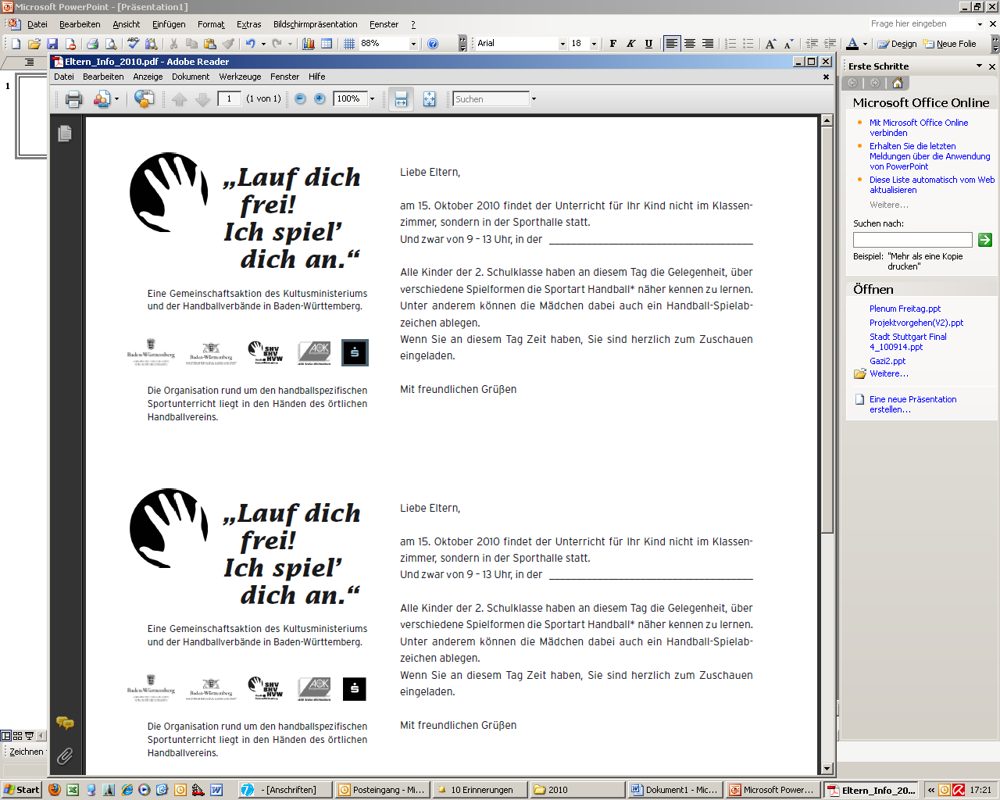 Microsoft PowerPoint - [Präsentation1]
Datei Bearbeiten Ansicht Einfügen Format Extras Bildschirmpräsentation Fenster ?
Frage hier eingeben
88% Arial 18 F K U Design Neue Folie
Eltern_Info_2010.pdf - Adobe Reader
Datei Bearbeiten Anzeige Dokument Werkzeuge Fenster Hilfe
1 (1 von 1) 100% Suchen
1
„Lauf dich
frei!
Ich spiel’
dich an.“
Eine Gemeinschaftsaktion des Kultusministeriums
und der Handballverbände in Baden-Württemberg.
Baden-Württemberg Baden-Württemberg SHV BHV HVW AOK
Die Organisation rund um den handballspezifischen
Sportunterricht liegt in den Händen des örtlichen
Handballvereins.
Liebe Eltern,
am 15. Oktober 2010 findet der Unterricht für Ihr Kind nicht im Klassen-
zimmer, sondern in der Sporthalle statt.
Und zwar von 9 – 13 Uhr, in der ____________________
Alle Kinder der 2. Schulklasse haben an diesem Tag die Gelegenheit, über
verschiedene Spielformen die Sportart Handball* näher kennen zu lernen.
Unter anderem können die Mädchen dabei auch ein Handball-Spielab-
zeichen ablegen.
Wenn Sie an diesem Tag Zeit haben, Sie sind herzlich zum Zuschauen
eingeladen.
Mit freundlichen Grüßen
„Lauf dich
frei!
Ich spiel’
dich an.“
Eine Gemeinschaftsaktion des Kultusministeriums
und der Handballverbände in Baden-Württemberg.
Baden-Württemberg Baden-Württemberg SHV BHV HVW AOK
Die Organisation rund um den handballspezifischen
Sportunterricht liegt in den Händen des örtlichen
Handballvereins.
Liebe Eltern,
am 15. Oktober 2010 findet der Unterricht für Ihr Kind nicht im Klassen-
zimmer, sondern in der Sporthalle statt.
Und zwar von 9 – 13 Uhr, in der ____________________
Alle Kinder der 2. Schulklasse haben an diesem Tag die Gelegenheit, über
verschiedene Spielformen die Sportart Handball* näher kennen zu lernen.
Unter anderem können die Mädchen dabei auch ein Handball-Spielab-
zeichen ablegen.
Wenn Sie an diesem Tag Zeit haben, Sie sind herzlich zum Zuschauen
eingeladen.
Mit freundlichen Grüßen
Erste Schritte
Microsoft Office Online
Mit Microsoft Office Online
verbinden
Erhalten Sie die letzten
Meldungen über die Anwendung
von PowerPoint
Diese Liste automatisch vom Web
aktualisieren
Weitere...
Suchen nach:
Beispiel: "Mehr als eine Kopie
drucken"
Öffnen
Plenum Freitag.ppt
Projektvorgehen(V2).ppt
Stadt Stuttgart Final
4_100914.ppt
Gazi2.ppt
Weitere...
Eine neue Präsentation
erstellen...
Zeichnen
Start - [Anschriften] Posteingang - Mi... 10 Erinnerungen 2010 Dokument1 - Mic... Microsoft Power... Eltern_Info_20... 17:21